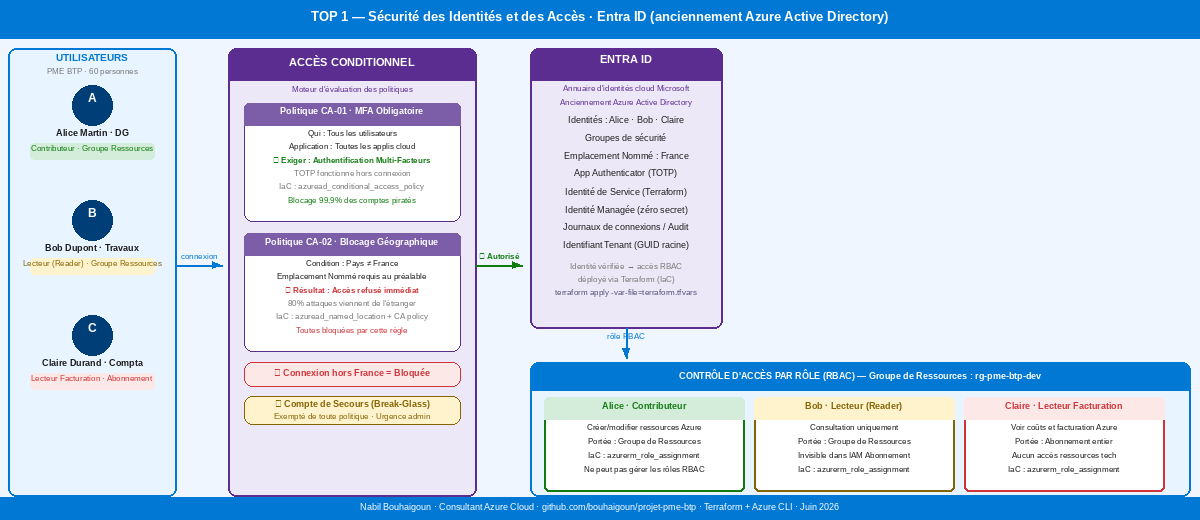 TOP 1 — Sécurité des Identités et des Accès · Entra ID (anciennement Azure Active Directory)
UTILISATEURS
PME BTP · 60 personnes
A
Alice Martin · DG
Contributeur · Groupe Ressources
B
Bob Dupont · Travaux
Lecteur (Reader) · Groupe Ressources
C
Claire Durand · Compta
Lecteur Facturation · Abonnement
connexion
ACCÈS CONDITIONNEL
Moteur d'évaluation des politiques
Politique CA-01 · MFA Obligatoire
Qui : Tous les utilisateurs
Application : Toutes les applis cloud
Exiger : Authentification Multi-Facteurs
TOTP fonctionne hors connexion
IaC : azuread_conditional_access_policy
Blocage 99,9% des comptes piratés
Politique CA-02 · Blocage Géographique
Condition : Pays ≠ France
Emplacement Nommé requis au préalable
Résultat : Accès refusé immédiat
80% attaques viennent de l'étranger
IaC : azuread_named_location + CA policy
Toutes bloquées par cette règle
Connexion hors France = Bloquée
Compte de Secours (Break-Glass)
Exempté de toute politique · Urgence admin
Autorisé
ENTRA ID
Annuaire d'identités cloud Microsoft
Anciennement Azure Active Directory
Identités : Alice · Bob · Claire
Groupes de sécurité
Emplacement Nommé : France
App Authenticator (TOTP)
Identité de Service (Terraform)
Identité Managée (zéro secret)
Journaux de connexions / Audit
Identifiant Tenant (GUID racine)
Identité vérifiée → accès RBAC
déployé via Terraform (IaC)
terraform apply -var-file=terraform.tfvars
rôle RBAC
CONTRÔLE D'ACCÈS PAR RÔLE (RBAC) — Groupe de Ressources : rg-pme-btp-dev
Alice · Contributeur
Créer/modifier ressources Azure
Portée : Groupe de Ressources
IaC : azurerm_role_assignment
Ne peut pas gérer les rôles RBAC
Bob · Lecteur (Reader)
Consultation uniquement
Portée : Groupe de Ressources
Invisible dans IAM Abonnement
IaC : azurerm_role_assignment
Claire · Lecteur Facturation
Voir coûts et facturation Azure
Portée : Abonnement entier
Aucun accès ressources tech
IaC : azurerm_role_assignment
Nabil Bouhaigoun · Consultant Azure Cloud · github.com/bouhaigoun/projet-pme-btp · Terraform + Azure CLI · Juin 2026